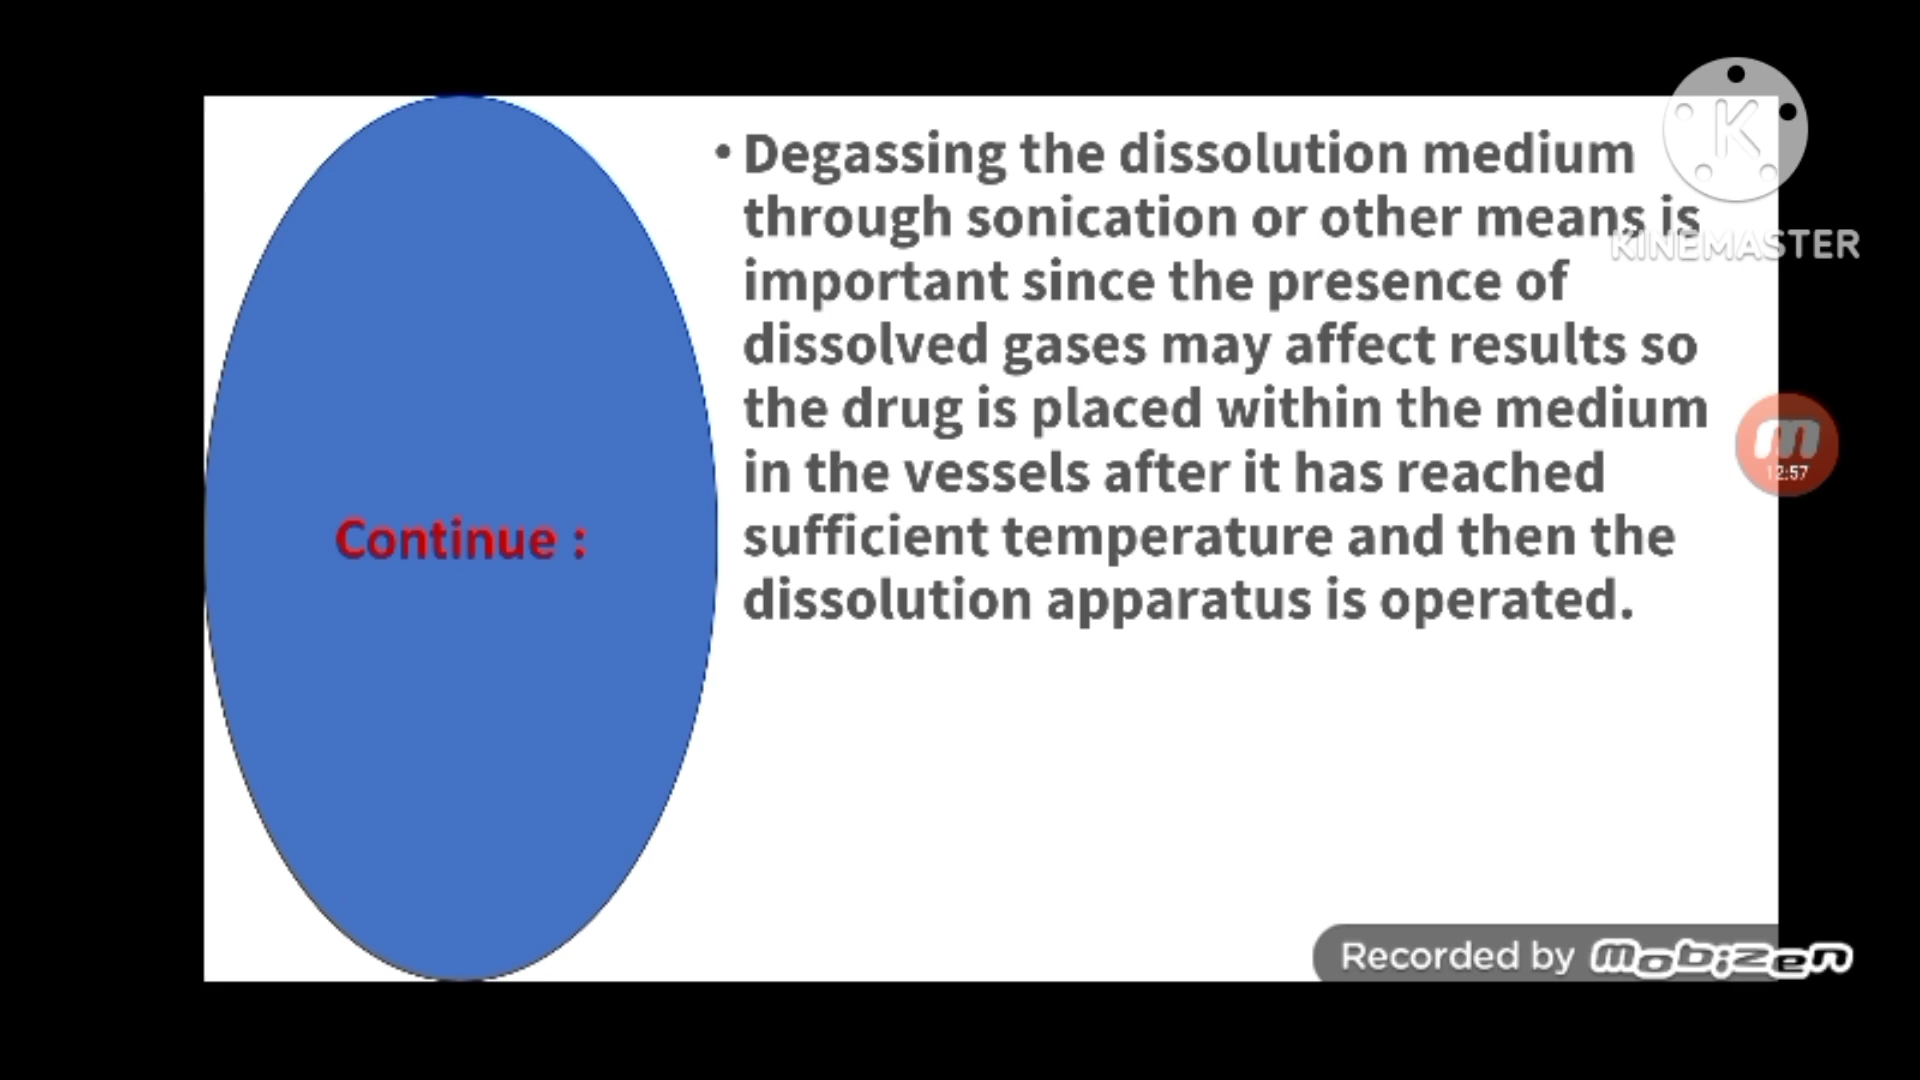 Continue :
• Degassing the dissolution medium
through sonication or other means is
important since the presence of
dissolved gases may affect results so
the drug is placed within the medium
in the vessels after it has reached
sufficient temperature and then the
dissolution apparatus is operated.
K
KINEMASTER
m
12:57
Recorded by mobizen